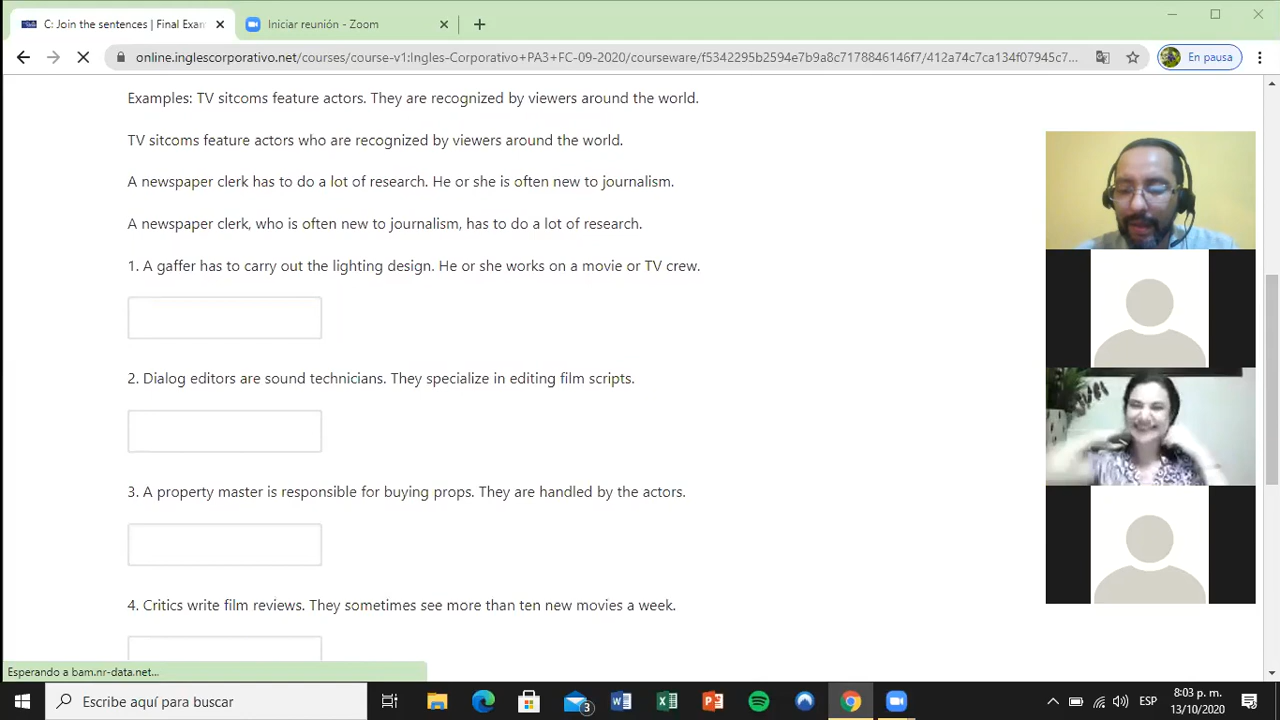 C: Join the sentences | Final Exam
Iniciar reunión - Zoom
online.inglescorporativo.net/courses/course-v1:Ingles-Corporativo+PA3+FC-09-2020/courseware/f5342295b2594e7b9a8c7178846146f7/412a74c7ca134f07945c7...
En pausa
Examples: TV sitcoms feature actors. They are recognized by viewers around the world.
TV sitcoms feature actors who are recognized by viewers around the world.
A newspaper clerk has to do a lot of research. He or she is often new to journalism.
A newspaper clerk, who is often new to journalism, has to do a lot of research.
1. A gaffer has to carry out the lighting design. He or she works on a movie or TV crew.
2. Dialog editors are sound technicians. They specialize in editing film scripts.
3. A property master is responsible for buying props. They are handled by the actors.
4. Critics write film reviews. They sometimes see more than ten new movies a week.
Esperando a bam.nr-data.net...
Escribe aquí para buscar
3
ESP
8:03 p. m.
13/10/2020